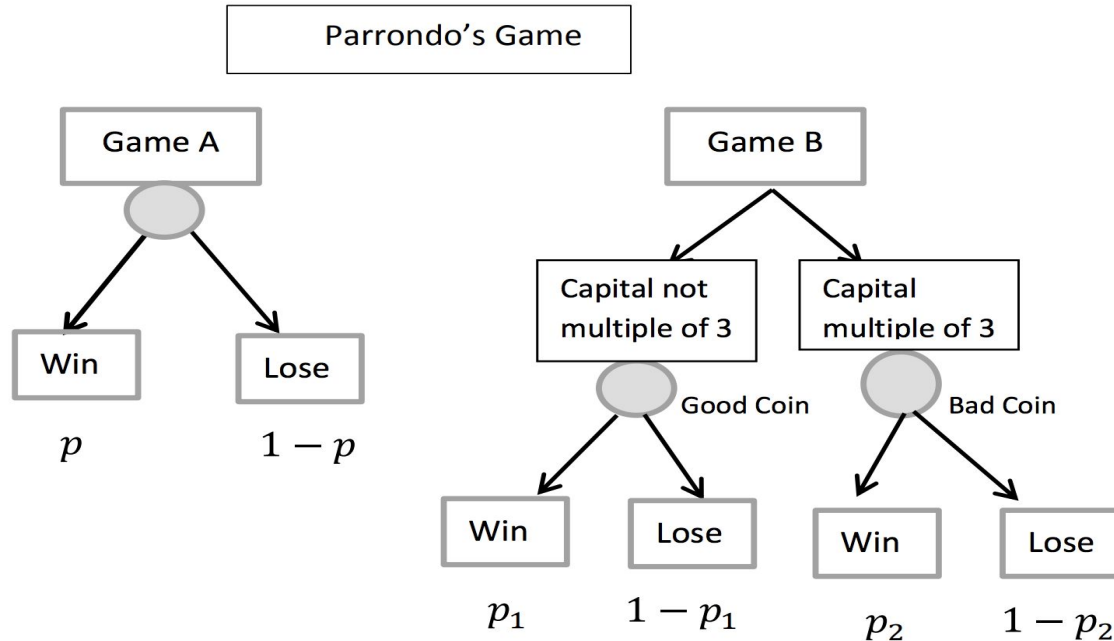 Parrondo's Game
Game A
Game B
Capital not
multiple of 3
Capital
multiple of 3
Win
Lose
Good Coin
Bad Coin
p
1 − p
Win
Lose
Win
Lose
p₁
1 − p₁
p₂
1 − p₂